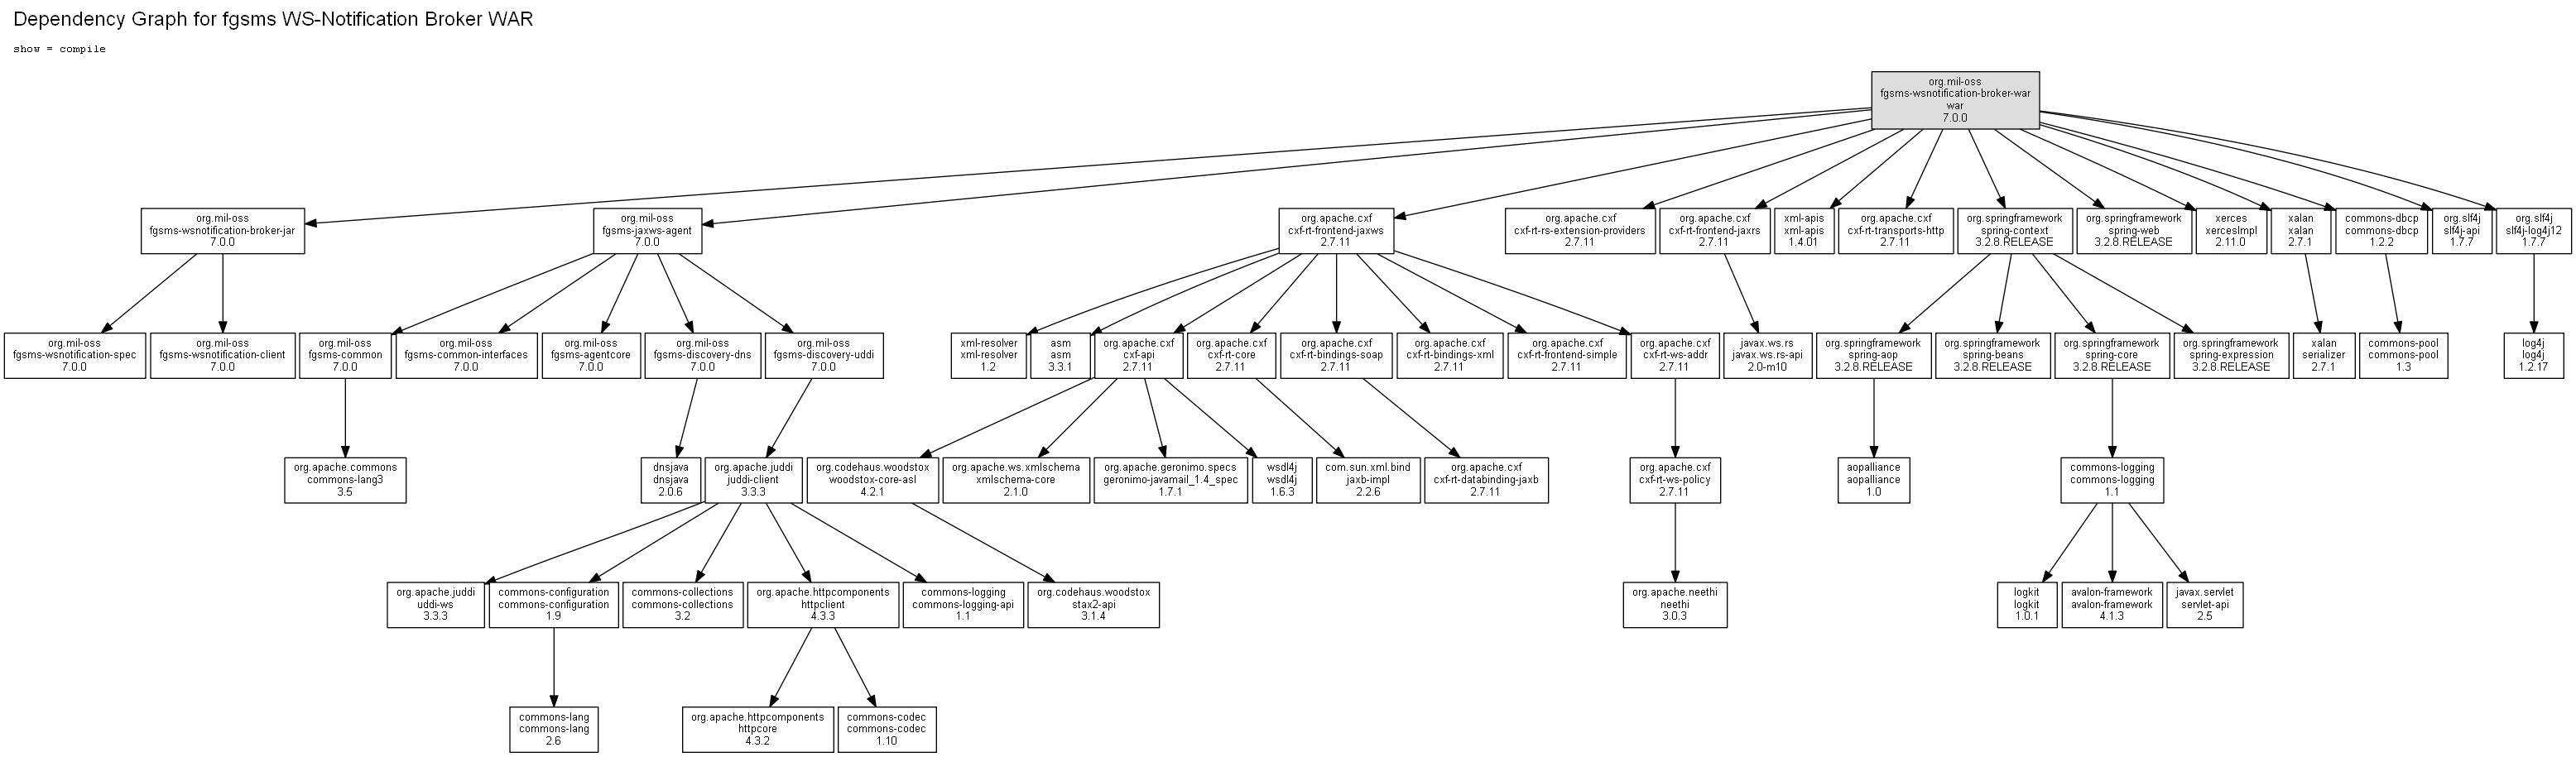 Dependency Graph for fgsms WS-Notification Broker WAR
show = compile
org.mil-oss
fgsms-wsnotification-broker-war
war
7.0.0
org.mil-oss
fgsms-wsnotification-broker-jar
7.0.0
org.mil-oss
fgsms-jaxws-agent
7.0.0
org.apache.cxf
cxf-rt-frontend-jaxws
2.7.11
org.apache.cxf
cxf-rt-rs-extension-providers
2.7.11
org.apache.cxf
cxf-rt-frontend-jaxrs
2.7.11
xml-apis
xml-apis
1.4.01
org.apache.cxf
cxf-rt-transports-http
2.7.11
org.springframework
spring-context
3.2.8.RELEASE
org.springframework
spring-web
3.2.8.RELEASE
xerces
xercesImpl
2.11.0
xalan
xalan
2.7.1
commons-dbcp
commons-dbcp
1.2.2
org.slf4j
slf4j-api
1.7.7
org.slf4j
slf4j-log4j12
1.7.7
org.mil-oss
fgsms-wsnotification-spec
7.0.0
org.mil-oss
fgsms-wsnotification-client
7.0.0
org.mil-oss
fgsms-common
7.0.0
org.mil-oss
fgsms-common-interfaces
7.0.0
org.mil-oss
fgsms-agentcore
7.0.0
org.mil-oss
fgsms-discovery-dns
7.0.0
org.mil-oss
fgsms-discovery-uddi
7.0.0
xml-resolver
xml-resolver
1.2
asm
asm
3.3.1
org.apache.cxf
cxf-api
2.7.11
org.apache.cxf
cxf-rt-core
2.7.11
org.apache.cxf
cxf-rt-bindings-soap
2.7.11
org.apache.cxf
cxf-rt-bindings-xml
2.7.11
org.apache.cxf
cxf-rt-frontend-simple
2.7.11
org.apache.cxf
cxf-rt-ws-addr
2.7.11
javax.ws.rs
javax.ws.rs-api
2.0-m10
org.springframework
spring-aop
3.2.8.RELEASE
org.springframework
spring-beans
3.2.8.RELEASE
org.springframework
spring-core
3.2.8.RELEASE
org.springframework
spring-expression
3.2.8.RELEASE
xalan
serializer
2.7.1
commons-pool
commons-pool
1.3
log4j
log4j
1.2.17
org.apache.commons
commons-lang3
3.5
dnsjava
dnsjava
2.0.6
org.apache.juddi
juddi-client
3.3.3
org.codehaus.woodstox
woodstox-core-asl
4.2.1
org.apache.ws.xmlschema
xmlschema-core
2.1.0
org.apache.geronimo.specs
geronimo-javamail_1.4_spec
1.7.1
wsdl4j
wsdl4j
1.6.3
com.sun.xml.bind
jaxb-impl
2.2.6
org.apache.cxf
cxf-rt-databinding-jaxb
2.7.11
org.apache.cxf
cxf-rt-ws-policy
2.7.11
aopalliance
aopalliance
1.0
commons-logging
commons-logging
1.1
org.apache.juddi
uddi-ws
3.3.3
commons-configuration
commons-configuration
1.9
commons-collections
commons-collections
3.2
org.apache.httpcomponents
httpclient
4.3.3
commons-logging
commons-logging-api
1.1
org.codehaus.woodstox
stax2-api
3.1.4
org.apache.neethi
neethi
3.0.3
logkit
logkit
1.0.1
avalon-framework
avalon-framework
4.1.3
javax.servlet
servlet-api
2.5
commons-lang
commons-lang
2.6
org.apache.httpcomponents
httpcore
4.3.2
commons-codec
commons-codec
1.10